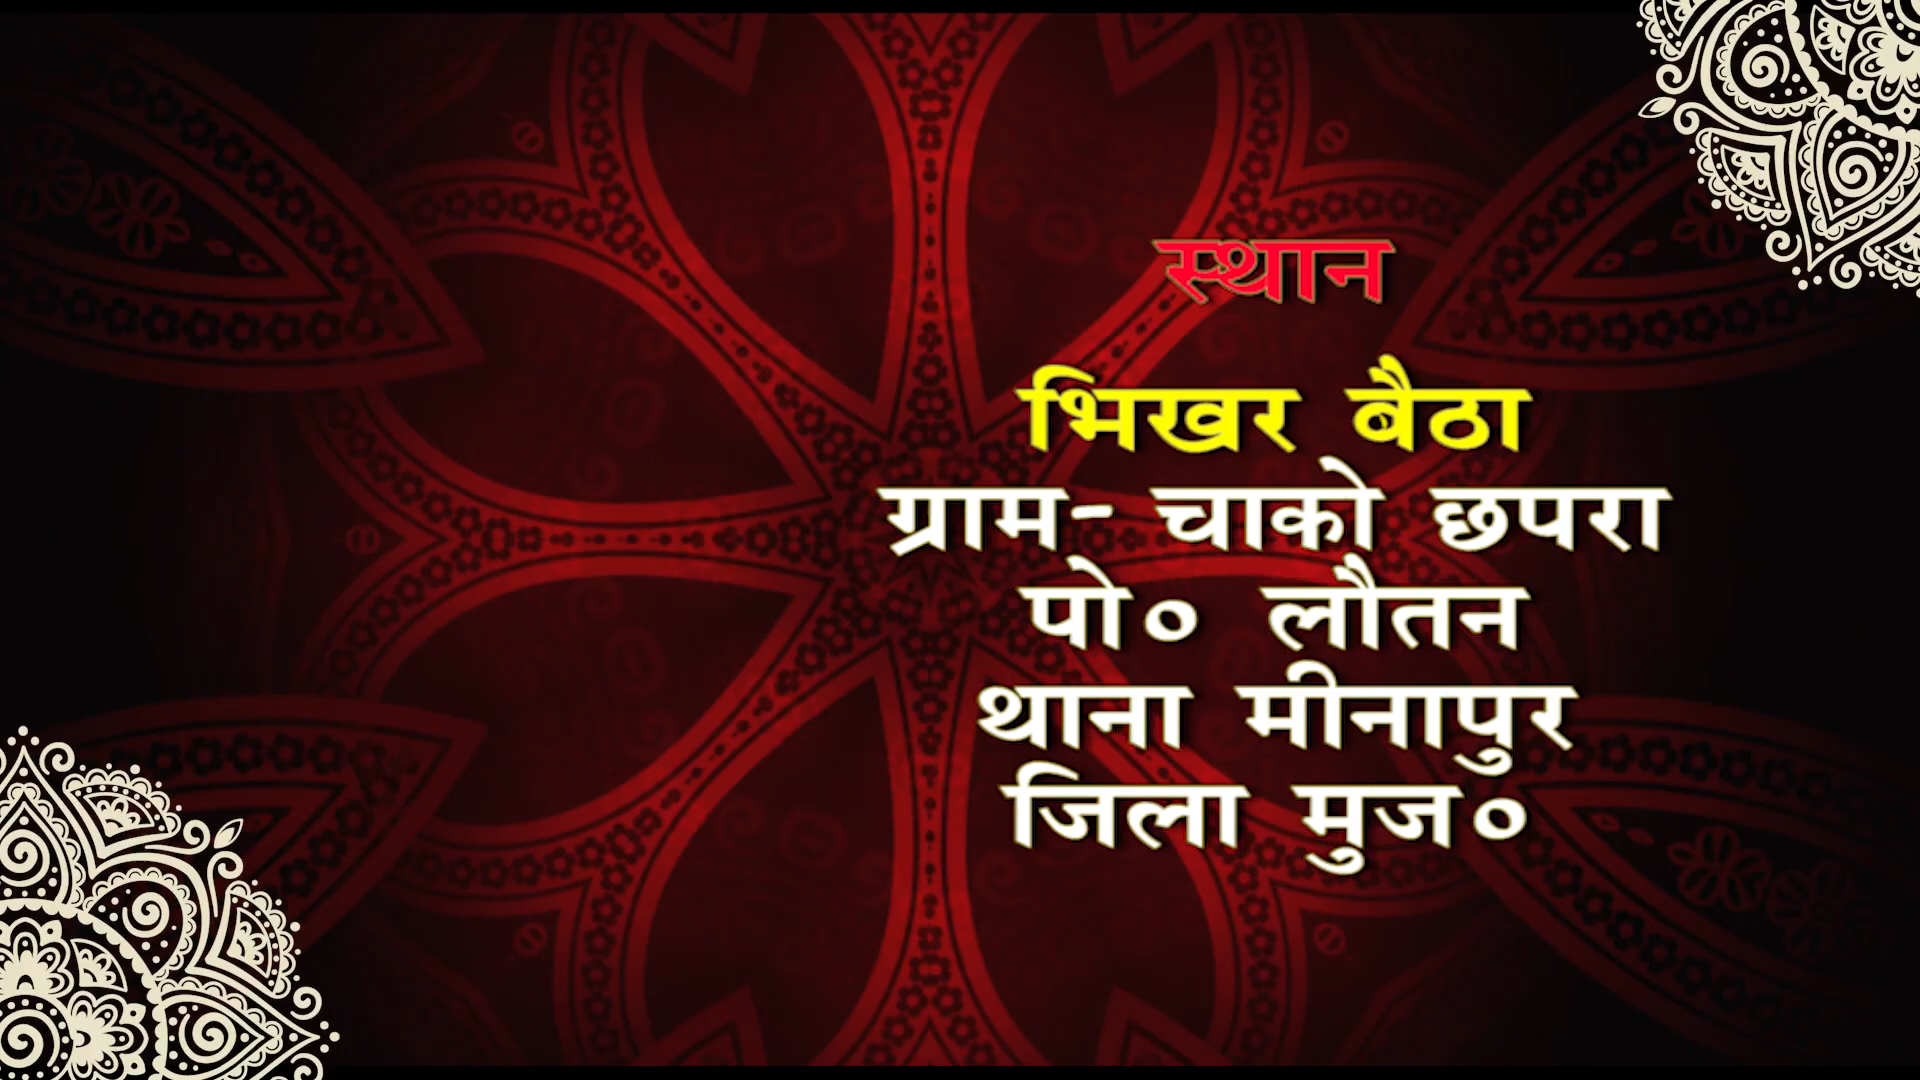 स्थान
भिखर बैठा
ग्राम- चाको छपरा
पो० लौतन
थाना मीनापुर
जिला मुज०